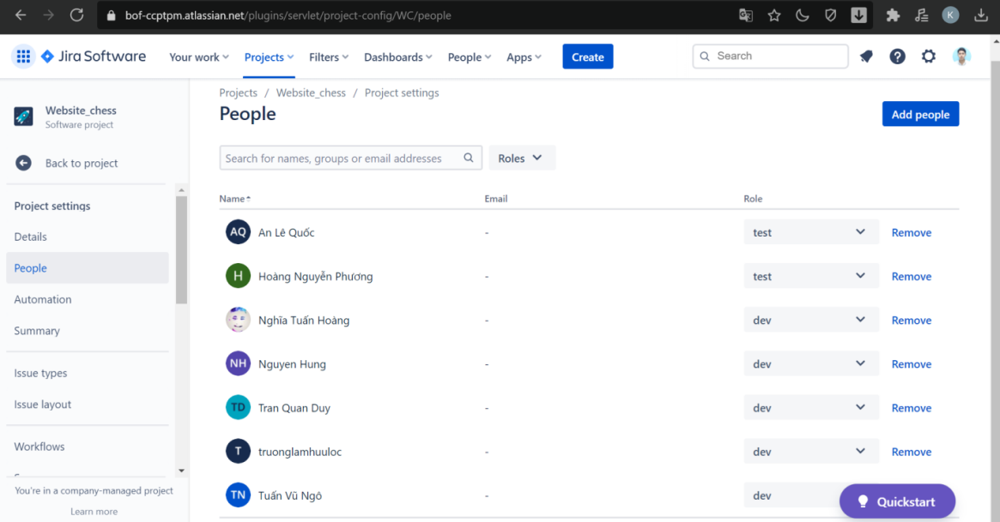 bof-ccptpm.atlassian.net/plugins/servlet/project-config/WC/people
K
Jira Software
Your work
Projects
Filters
Dashboards
People
Apps
Create
Search
Website_chess
Software project
Back to project
Project settings
Details
People
Automation
Summary
Issue types
Issue layout
Workflows
You're in a company-managed project
Learn more
Projects / Website_chess / Project settings
People
Add people
Search for names, groups or email addresses
Roles
Name Email Role
AQ An Lê Quốc - test Remove
H Hoàng Nguyễn Phương - test Remove
Nghĩa Tuấn Hoàng - dev Remove
NH Nguyen Hung - dev Remove
TD Tran Quan Duy - dev Remove
T truonglamhuuloc - dev Remove
TN Tuấn Vũ Ngô - dev
Quickstart